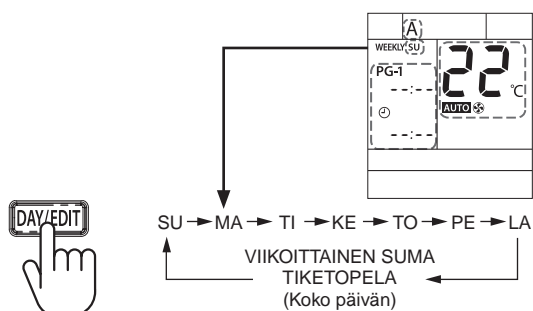 A
WEEKLY SU
PG-1
--:--
22 °C
AUTO
--:--
DAY/EDIT
SU → MA → TI → KE → TO → PE → LA
VIIKOITTAINEN SUMA
TIKETOPELA
(Koko päivän)